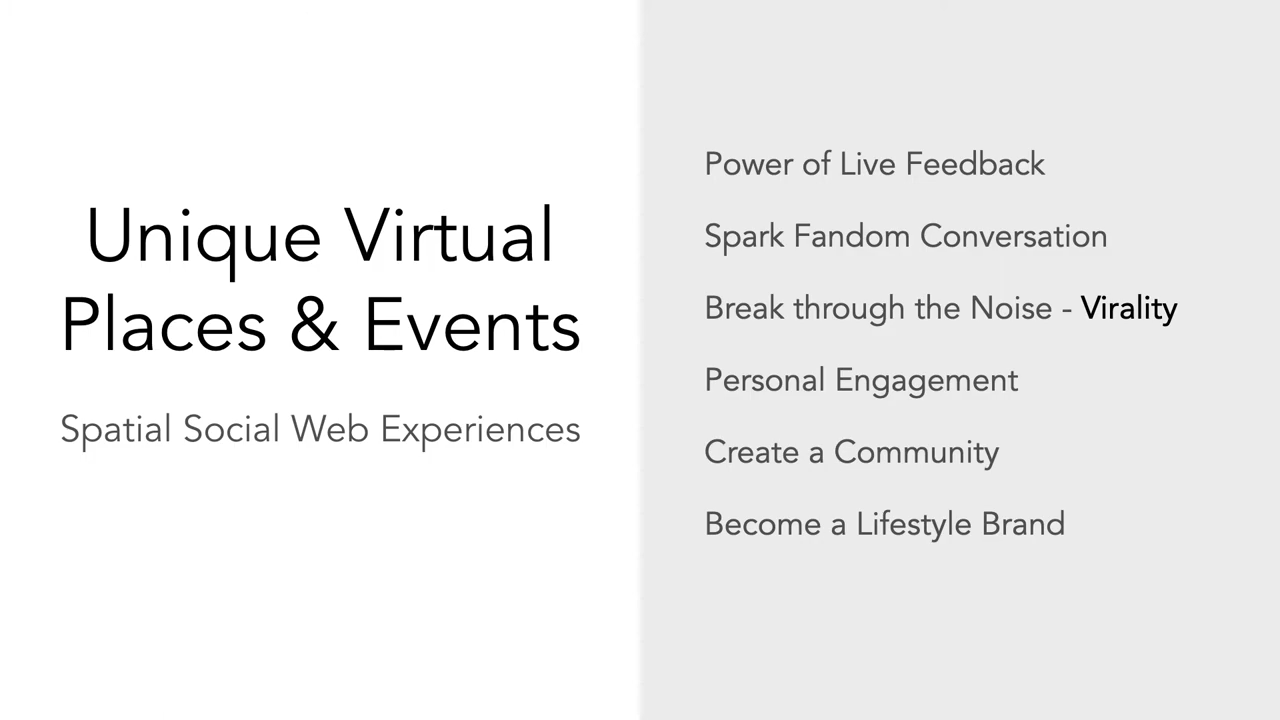 Unique Virtual
Places & Events
Spatial Social Web Experiences
Power of Live Feedback
Spark Fandom Conversation
Break through the Noise - Virality
Personal Engagement
Create a Community
Become a Lifestyle Brand